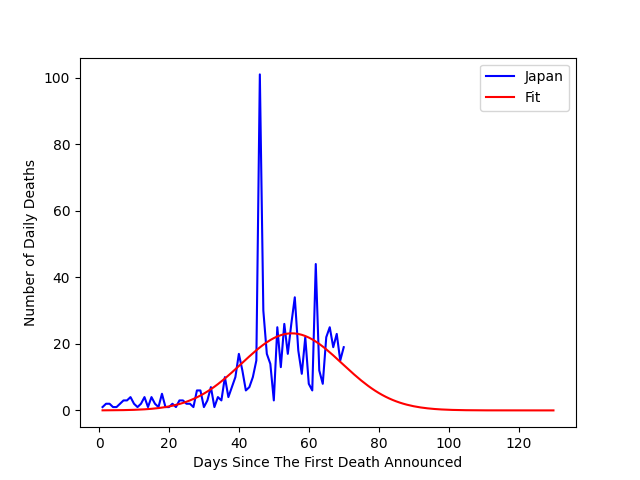 Japan
Fit
100
80
60
40
20
0
Number of Daily Deaths
0 20 40 60 80 100 120
Days Since The First Death Announced